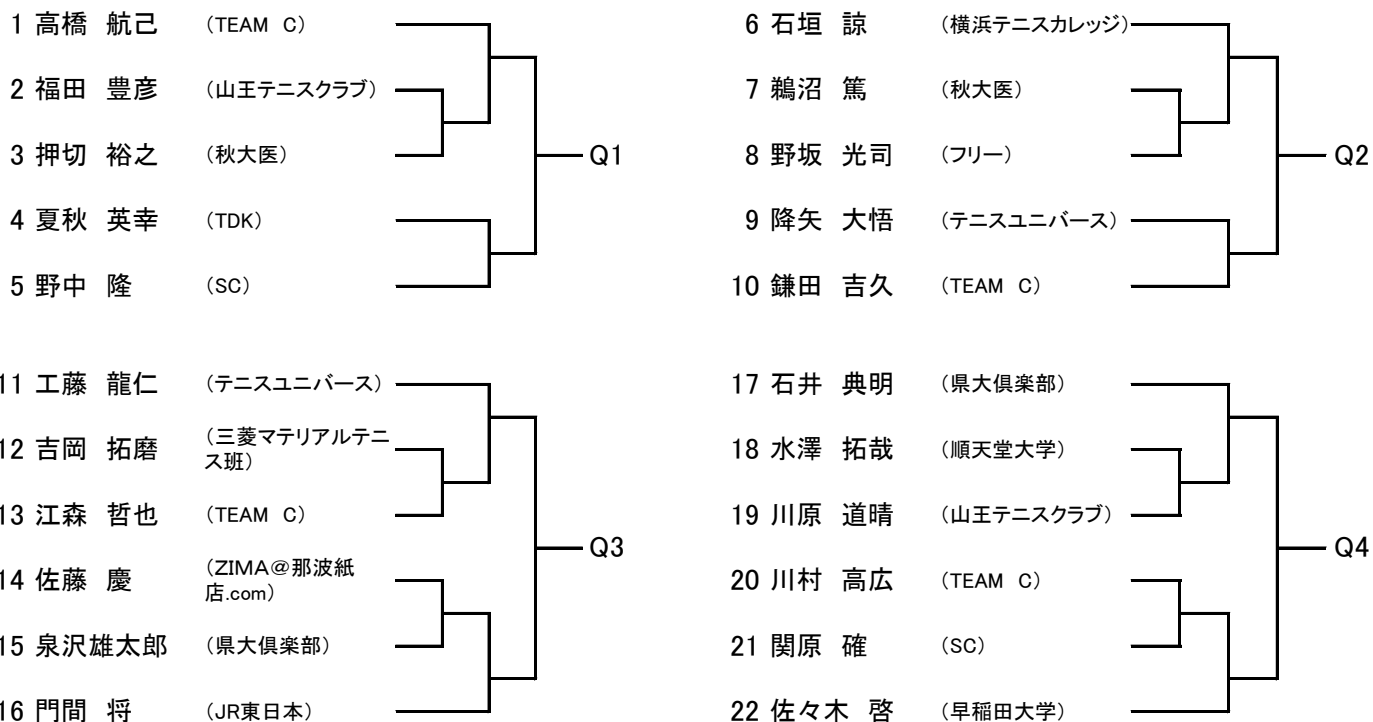 1 高橋 航己 （TEAM C）
2 福田 豊彦 （山王テニスクラブ）
3 押切 裕之 （秋大医）
Q1
4 夏秋 英幸 （TDK）
5 野中 隆 （SC）
6 石垣 諒 （横浜テニスカレッジ）
7 鵜沼 篤 （秋大医）
8 野坂 光司 （フリー）
Q2
9 降矢 大悟 （テニスユニバース）
10 鎌田 吉久 （TEAM C）
11 工藤 龍仁 （テニスユニバース）
12 吉岡 拓磨 （三菱マテリアルテニ
ス班）
13 江森 哲也 （TEAM C）
Q3
14 佐藤 慶 （ZIMA＠那波紙
店.com）
15 泉沢雄太郎 （県大倶楽部）
16 門間 将 （JR東日本）
17 石井 典明 （県大倶楽部）
18 水澤 拓哉 （順天堂大学）
19 川原 道晴 （山王テニスクラブ）
Q4
20 川村 高広 （TEAM C）
21 関原 確 （SC）
22 佐々木 啓 （早稲田大学）